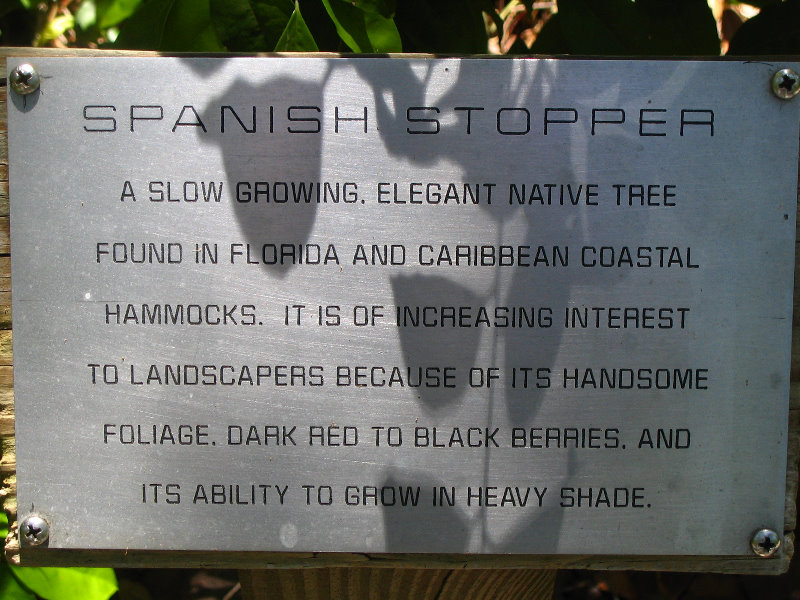 SPANISH STOPPER
A SLOW GROWING, ELEGANT NATIVE TREE
FOUND IN FLORIDA AND CARIBBEAN COASTAL
HAMMOCKS. IT IS OF INCREASING INTEREST
TO LANDSCAPERS BECAUSE OF ITS HANDSOME
FOLIAGE, DARK RED TO BLACK BERRIES, AND
ITS ABILITY TO GROW IN HEAVY SHADE.